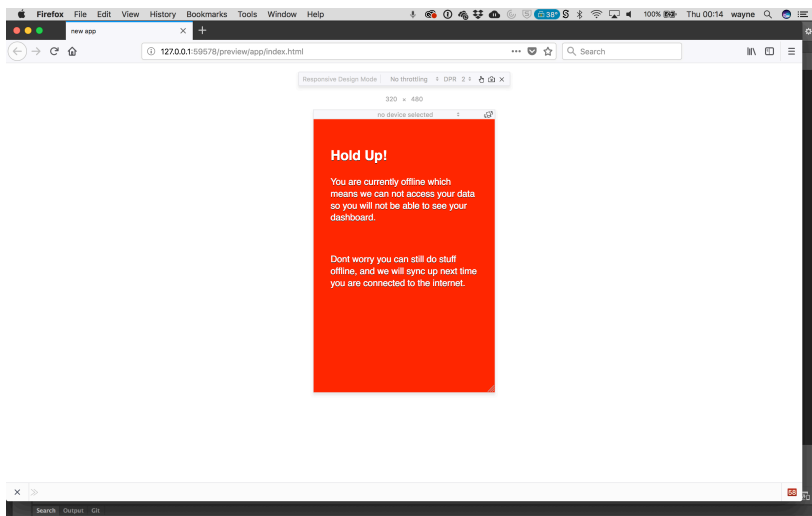 Firefox File Edit View History Bookmarks Tools Window Help 38° 100% Thu 00:14 wayne
new app
127.0.0.1:59578/preview/app/index.html Search
Responsive Design Mode No throttling DPR 2
320 × 480
no device selected
Hold Up!
You are currently offline which
means we can not access your data
so you will not be able to see your
dashboard.
Dont worry you can still do stuff
offline, and we will sync up next time
you are connected to the internet.
58
Search Output Git